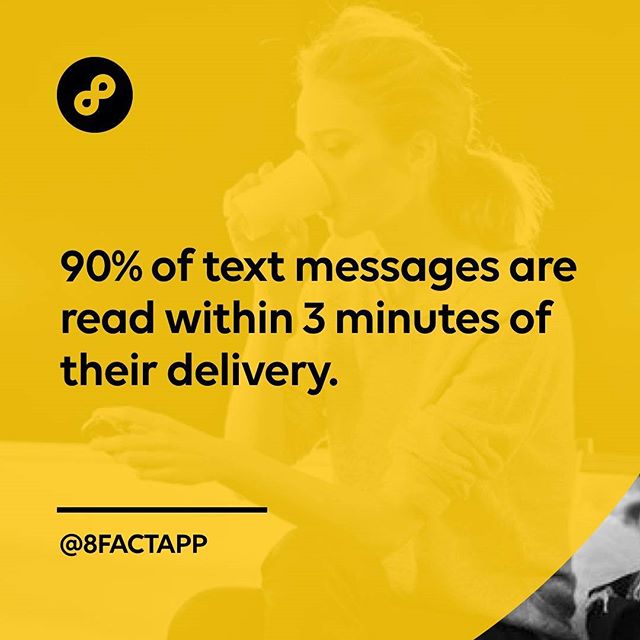 90% of text messages are
read within 3 minutes of
their delivery.
@8FACTAPP